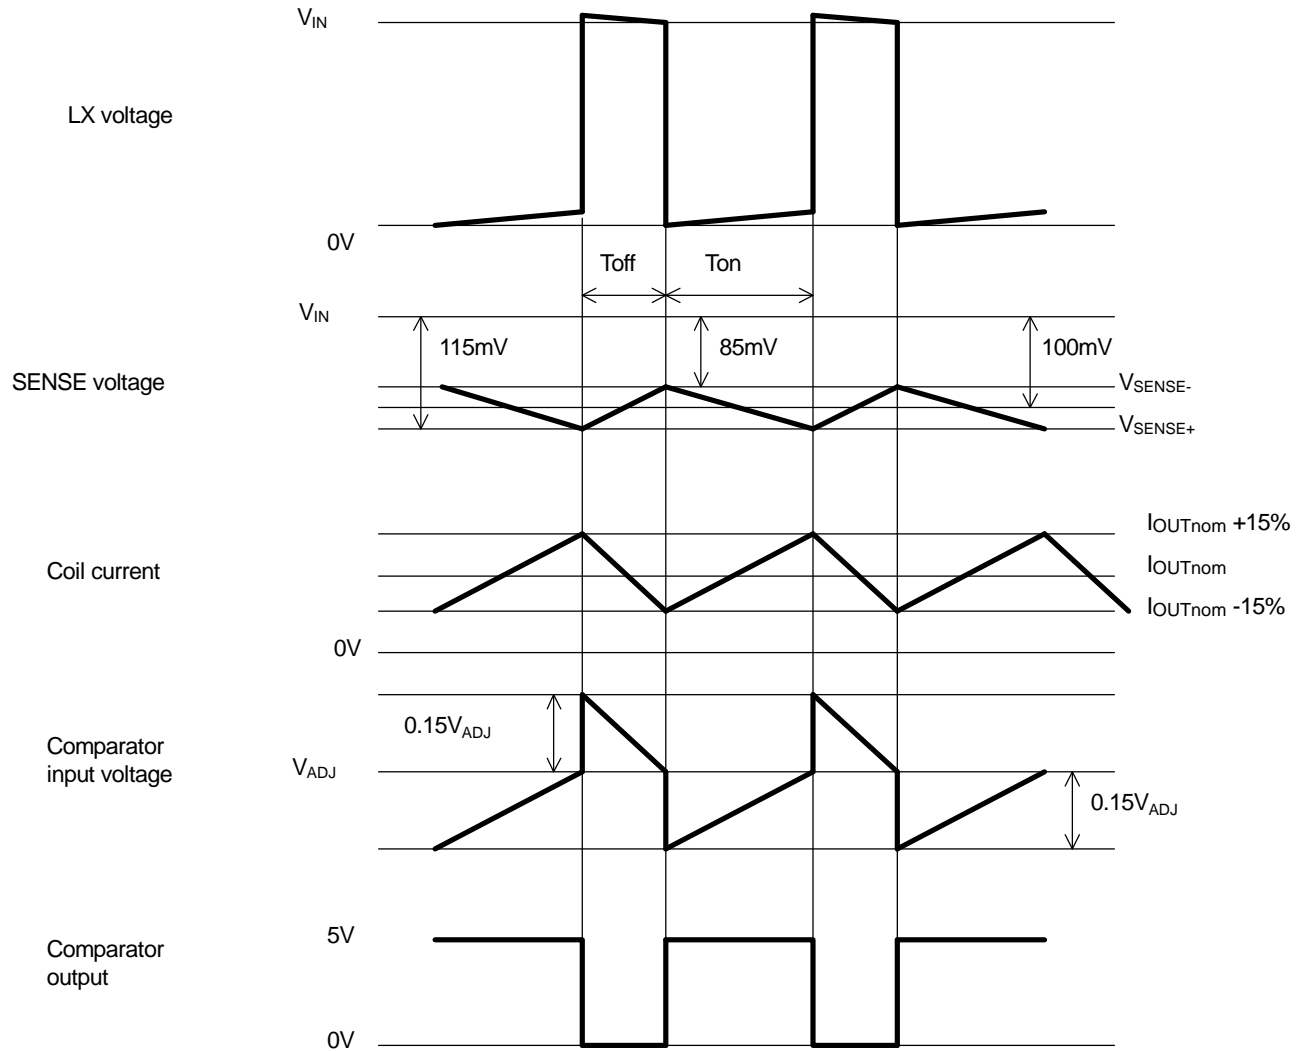 VIN
LX voltage
0V
Toff
Ton
VIN
115mV
85mV
100mV
SENSE voltage
VSENSE-
VSENSE+
IOUTnom +15%
Coil current
IOUTnom
IOUTnom -15%
0V
0.15VADJ
Comparator
input voltage
VADJ
0.15VADJ
5V
Comparator
output
0V